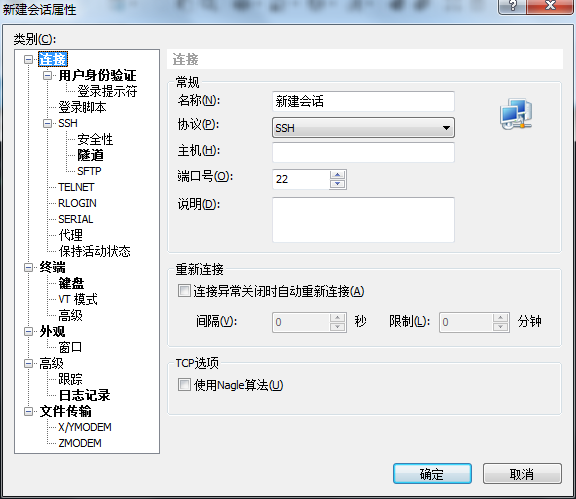 新建会话属性
类别(C):
连接
用户身份验证
登录提示符
登录脚本
SSH
安全性
隧道
SFTP
TELNET
RLOGIN
SERIAL
代理
保持活动状态
终端
键盘
VT 模式
高级
外观
窗口
高级
跟踪
日志记录
文件传输
X/YMODEM
ZMODEM
连接
常规
名称(N): 新建会话
协议(P): SSH
主机(H):
端口号(O): 22
说明(D):
重新连接
连接异常关闭时自动重新连接(A)
间隔(V): 0 秒 限制(L): 0 分钟
TCP选项
使用Nagle算法(U)
确定 取消